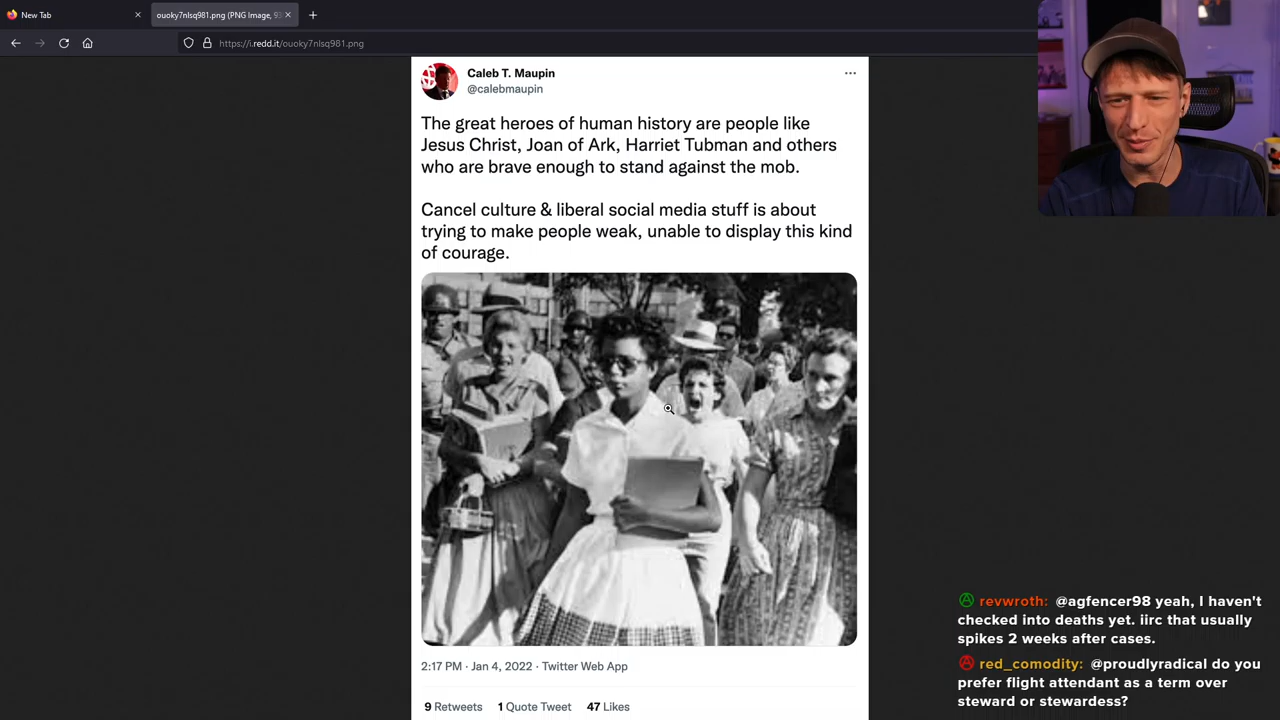 New Tab
ouoky7nlsq981.png (PNG Image, 93
https://i.redd.it/ouoky7nlsq981.png
Caleb T. Maupin
@calebmaupin
The great heroes of human history are people like
Jesus Christ, Joan of Ark, Harriet Tubman and others
who are brave enough to stand against the mob.
Cancel culture & liberal social media stuff is about
trying to make people weak, unable to display this kind
of courage.
2:17 PM · Jan 4, 2022 · Twitter Web App
9 Retweets 1 Quote Tweet 47 Likes
revwroth: @agfencer98 yeah, I haven't
checked into deaths yet. iirc that usually
spikes 2 weeks after cases.
red_comodity: @proudlyradical do you
prefer flight attendant as a term over
steward or stewardess?